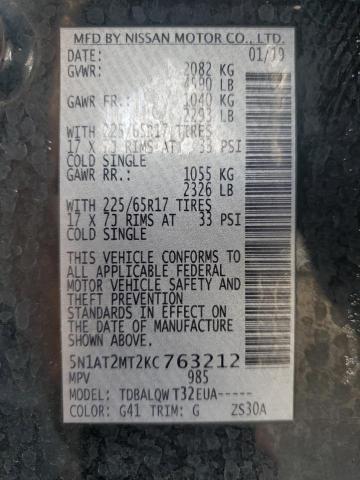 MFD BY NISSAN MOTOR CO., LTD.
DATE: 01/19
GVWR: 2082 KG
4590 LB
GAWR FR.: 1040 KG
2293 LB
WITH 225/65R17 TIRES
17 X 7J RIMS AT 33 PSI
COLD SINGLE
GAWR RR.: 1055 KG
2326 LB
WITH 225/65R17 TIRES
17 X 7J RIMS AT 33 PSI
COLD SINGLE
THIS VEHICLE CONFORMS TO
ALL APPLICABLE FEDERAL
MOTOR VEHICLE SAFETY AND
THEFT PREVENTION
STANDARDS IN EFFECT ON
THE DATE OF MANUFACTURE
SHOWN ABOVE.
5N1AT2MT2KC763212
MPV 985
MODEL: TDBALQW T32EUA-----
COLOR: G41 TRIM: G ZS30A